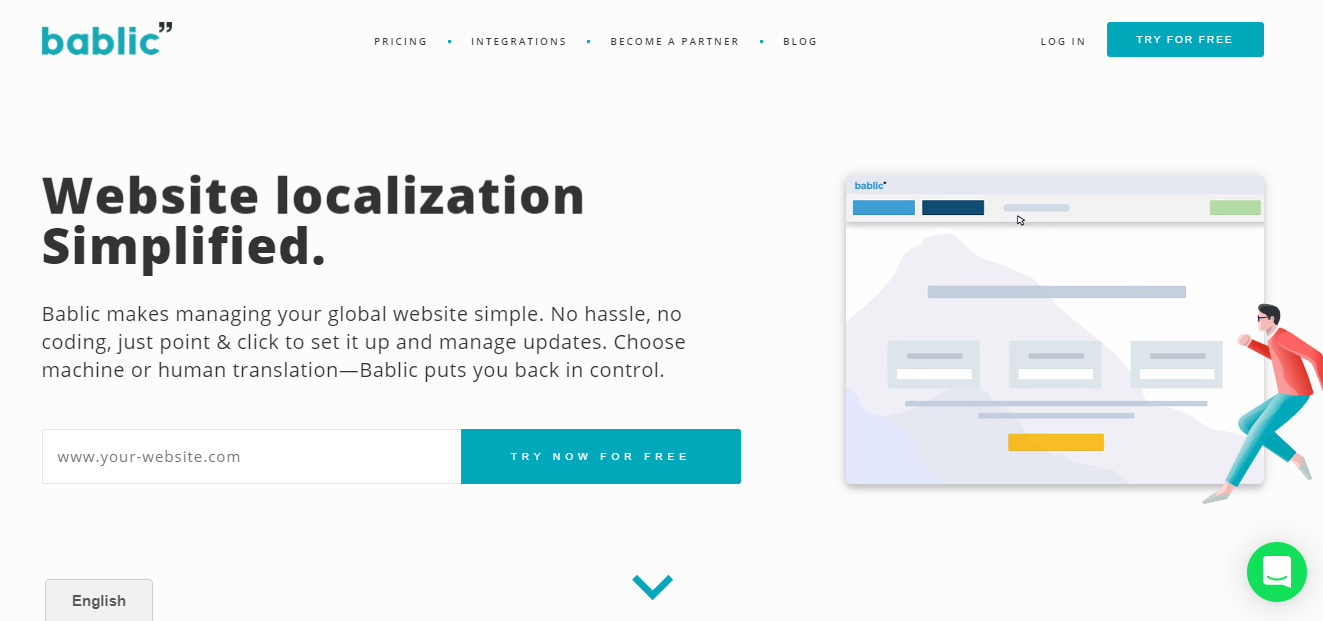 bablic”
PRICING • INTEGRATIONS • BECOME A PARTNER • BLOG
LOG IN
TRY FOR FREE
Website localization
Simplified.
Bablic makes managing your global website simple. No hassle, no
coding, just point & click to set it up and manage updates. Choose
machine or human translation—Bablic puts you back in control.
www.your-website.com
TRY NOW FOR FREE
bablic”
English